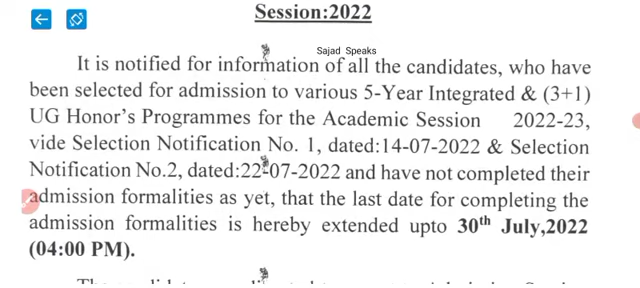 Session:2022
Sajad Speaks
It is notified for information of all the candidates, who have
been selected for admission to various 5-Year Integrated & (3+1)
UG Honor's Programmes for the Academic Session 2022-23,
vide Selection Notification No. 1, dated:14-07-2022 & Selection
Notification No.2, dated:22-07-2022 and have not completed their
admission formalities as yet, that the last date for completing the
admission formalities is hereby extended upto 30th July,2022
(04:00 PM).